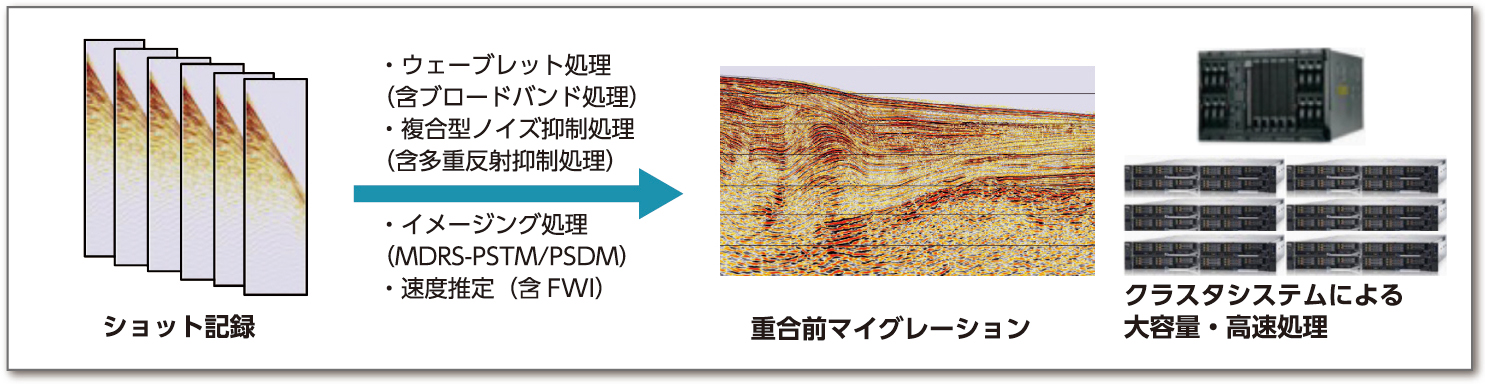 ・ウェーブレット処理
（含ブロードバンド処理）
・複合型ノイズ抑制処理
（含多重反射抑制処理）
・イメージング処理
（MDRS-PSTM/PSDM）
・速度推定（含 FWI）
ショット記録
重合前マイグレーション
クラスタシステムによる
大容量・高速処理